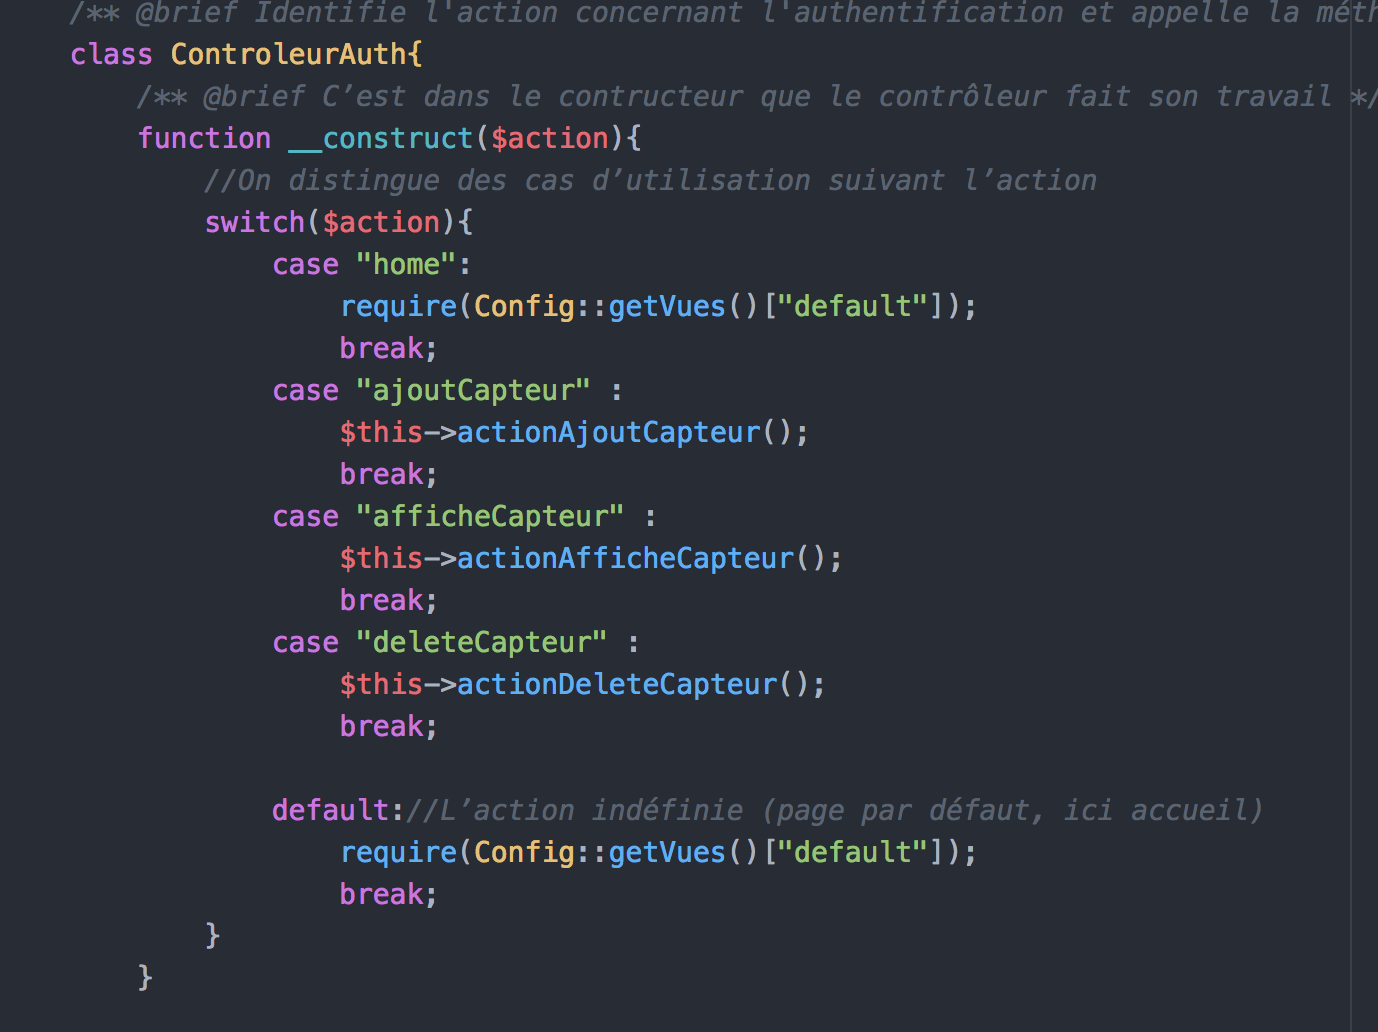 /** @brief Identifie l'action concernant l'authentification et appelle la
class ControleurAuth{
/** @brief C’est dans le contructeur que le contrôleur fait son travail */
function __construct($action){
//On distingue des cas d’utilisation suivant l’action
switch($action){
case "home":
require(Config::getVues()["default"]);
break;
case "ajoutCapteur" :
$this->actionAjoutCapteur();
break;
case "afficheCapteur" :
$this->actionAfficheCapteur();
break;
case "deleteCapteur" :
$this->actionDeleteCapteur();
break;
default://L’action indéfinie (page par défaut, ici accueil)
require(Config::getVues()["default"]);
break;
}
}